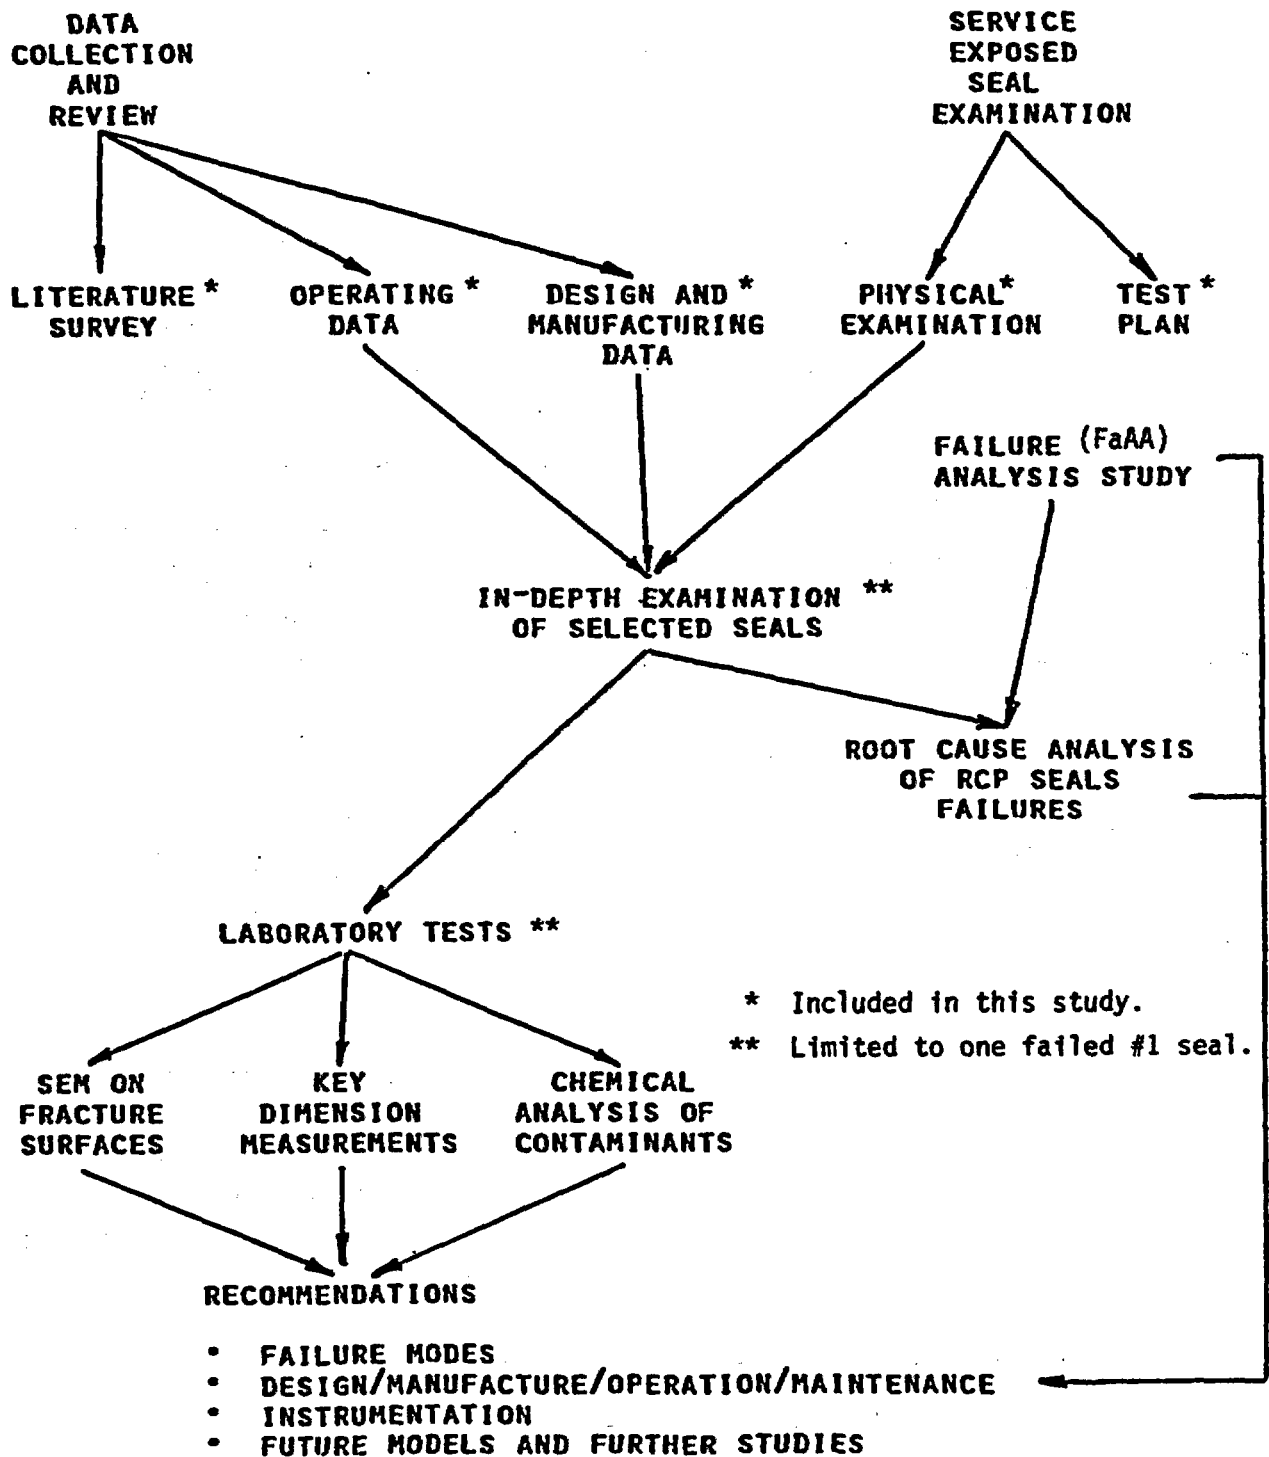 DATA
COLLECTION
AND
REVIEW
SERVICE
EXPOSED
SEAL
EXAMINATION
LITERATURE *
SURVEY
OPERATING *
DATA
DESIGN AND *
MANUFACTURING
DATA
PHYSICAL *
EXAMINATION
TEST *
PLAN
FAILURE (FaAA)
ANALYSIS STUDY
IN-DEPTH EXAMINATION **
OF SELECTED SEALS
ROOT CAUSE ANALYSIS
OF RCP SEALS
FAILURES
LABORATORY TESTS **
* Included in this study.
** Limited to one failed #1 seal.
SEM ON
FRACTURE
SURFACES
KEY
DIMENSION
MEASUREMENTS
CHEMICAL
ANALYSIS OF
CONTAMINANTS
RECOMMENDATIONS
• FAILURE MODES
• DESIGN/MANUFACTURE/OPERATION/MAINTENANCE
• INSTRUMENTATION
• FUTURE MODELS AND FURTHER STUDIES